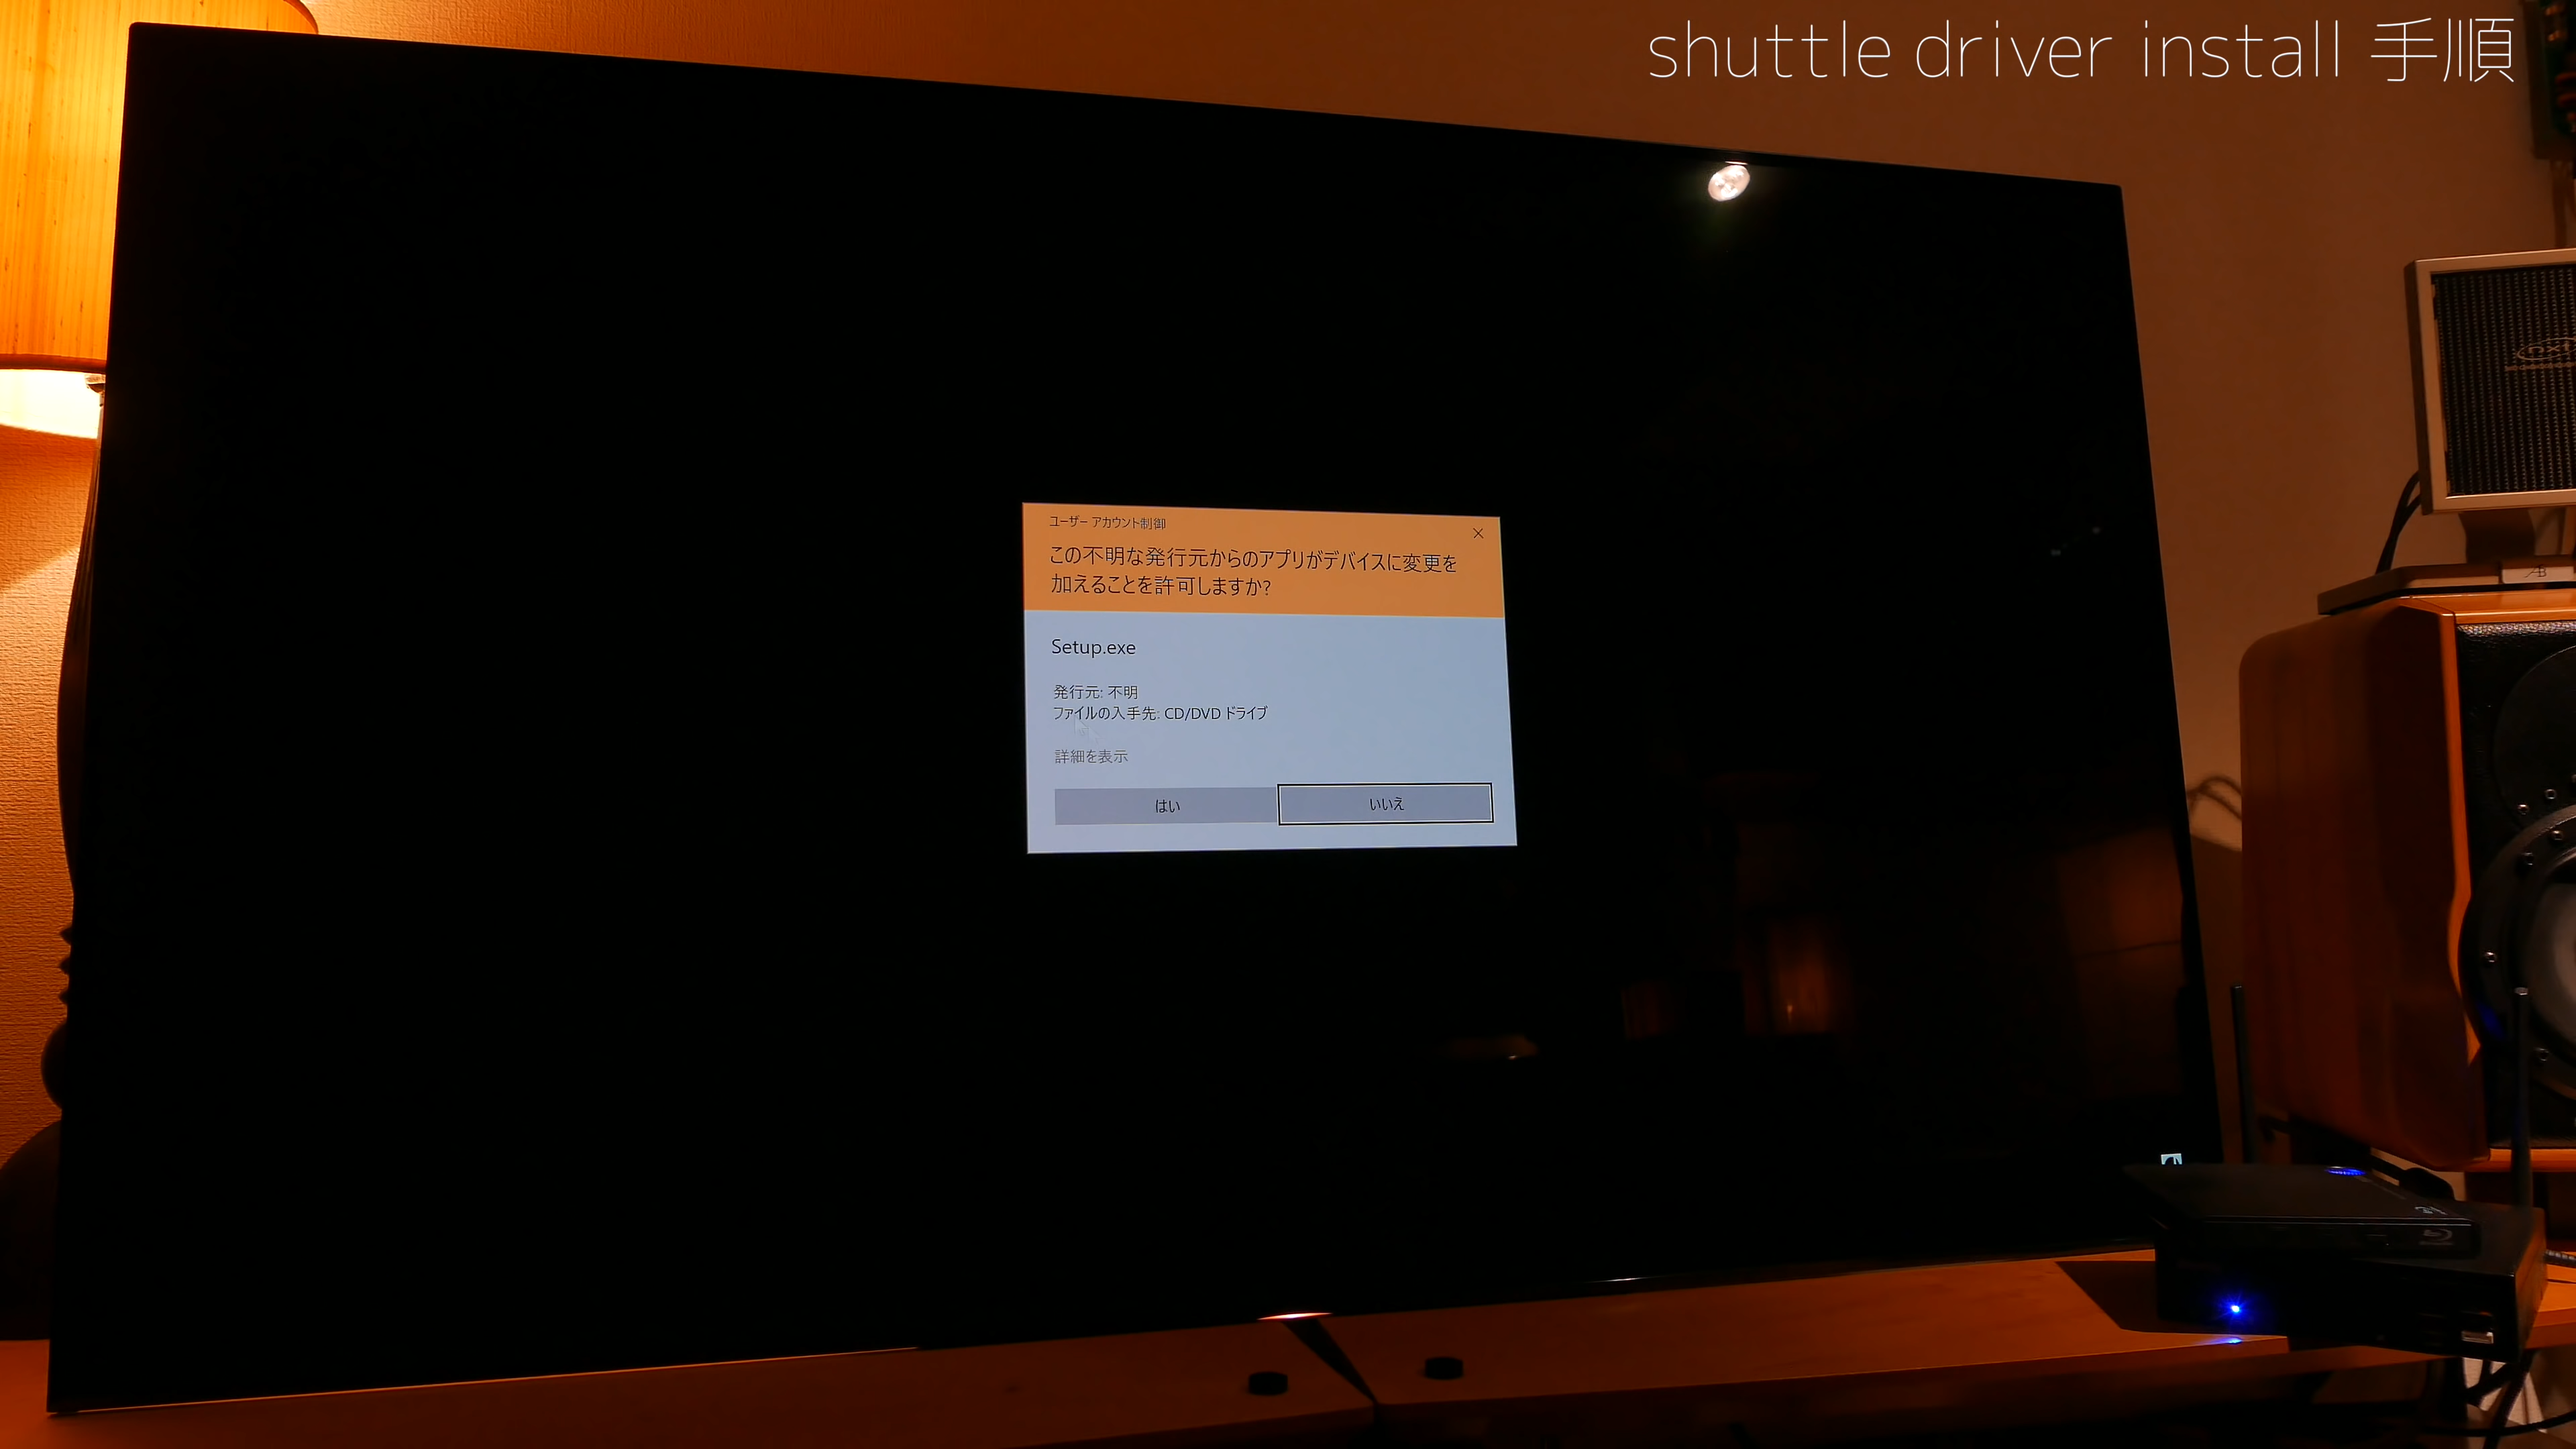 shuttle driver install 手順
ユーザー アカウント制御
この不明な発行元からのアプリがデバイスに変更を
加えることを許可しますか?
Setup.exe
発行元: 不明
ファイルの入手先: CD/DVD ドライブ
詳細を表示
はい
いいえ